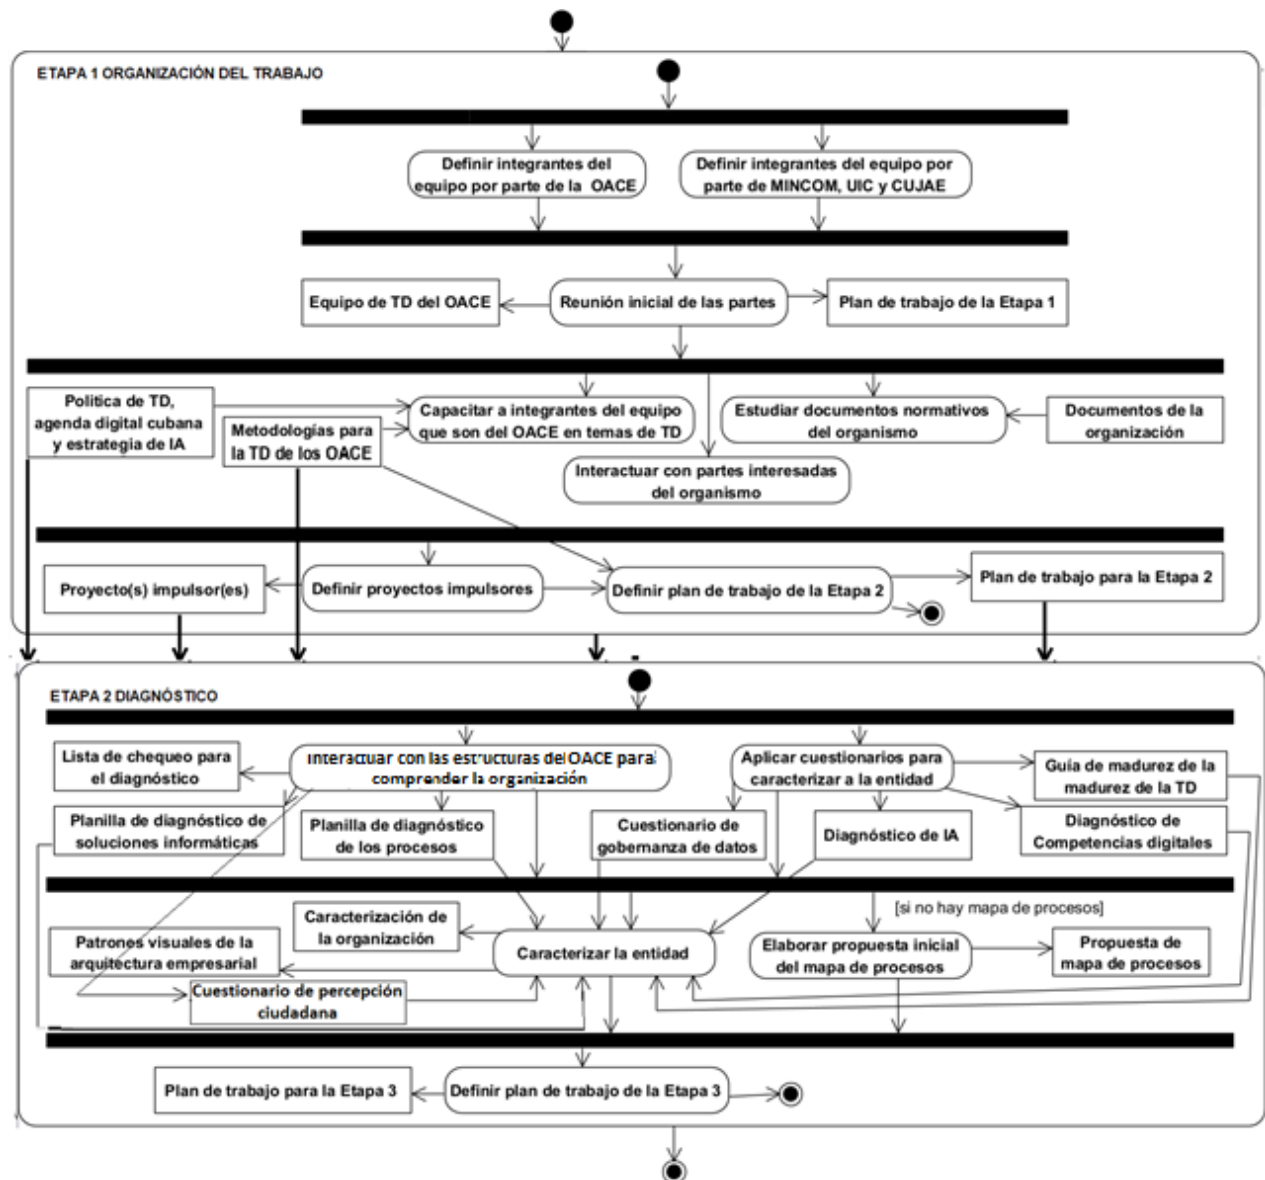 ETAPA 1 ORGANIZACIÓN DEL TRABAJO
Definir integrantes del
equipo por parte de la OACE
Definir integrantes del equipo por
parte de MINCOM, UIC y CUJAE
Equipo de TD del OACE
Reunión inicial de las partes
Plan de trabajo de la Etapa 1
Política de TD,
agenda digital cubana
y estrategia de IA
Metodologías para
la TD de los OACE
Capacitar a integrantes del equipo
que son del OACE en temas de TD
Estudiar documentos normativos
del organismo
Documentos de la
organización
Interactuar con partes interesadas
del organismo
Proyecto(s) impulsor(es)
Definir proyectos impulsores
Definir plan de trabajo de la Etapa 2
Plan de trabajo para la Etapa 2
ETAPA 2 DIAGNÓSTICO
Lista de chequeo para
el diagnóstico
Interactuar con las estructuras del OACE para
comprender la organización
Aplicar cuestionarios para
caracterizar a la entidad
Guía de madurez de la
madurez de la TD
Planilla de diagnóstico de
soluciones informáticas
Planilla de diagnóstico
de los procesos
Cuestionario de
gobernanza de datos
Diagnóstico de IA
Diagnóstico de
Competencias digitales
[si no hay mapa de procesos]
Caracterización de
la organización
Patrones visuales de la
arquitectura empresarial
Caracterizar la entidad
Elaborar propuesta inicial
del mapa de procesos
Propuesta de
mapa de procesos
Cuestionario de percepción
ciudadana
Plan de trabajo para la Etapa 3
Definir plan de trabajo de la Etapa 3